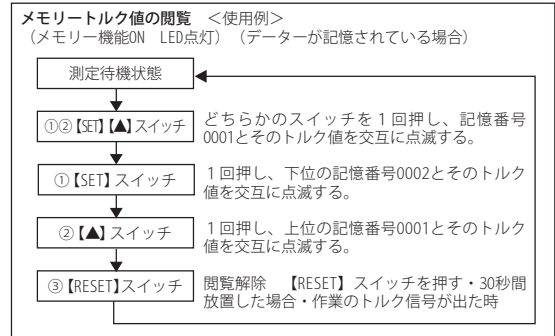 メモリートルク値の閲覧 <使用例>
(メモリー機能ON LED点灯) (データーが記憶されている場合)
測定待機状態
①②【SET】【▲】スイッチ
どちらかのスイッチを1回押し、記憶番号
0001とそのトルク値を交互に点滅する。
①【SET】スイッチ
1回押し、下位の記憶番号0002とそのトルク
値を交互に点滅する。
②【▲】スイッチ
1回押し、上位の記憶番号0001とそのトルク
値を交互に点滅する。
③【RESET】スイッチ
閲覧解除 【RESET】スイッチを押す・30秒間
放置した場合・作業のトルク信号が出た時